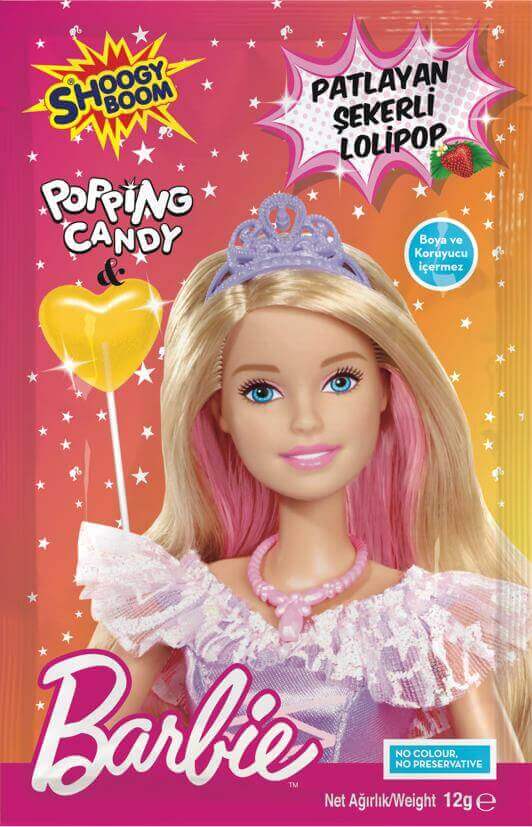 SHOOGY
BOOM
®
PATLAYAN
ŞEKERLİ
LOLİPOP
POPPING
CANDY
&
Boya ve
Koruyucu
içermez
Barbie
™
NO COLOUR,
NO PRESERVATIVE
Net Ağırlık/Weight 12g ℮